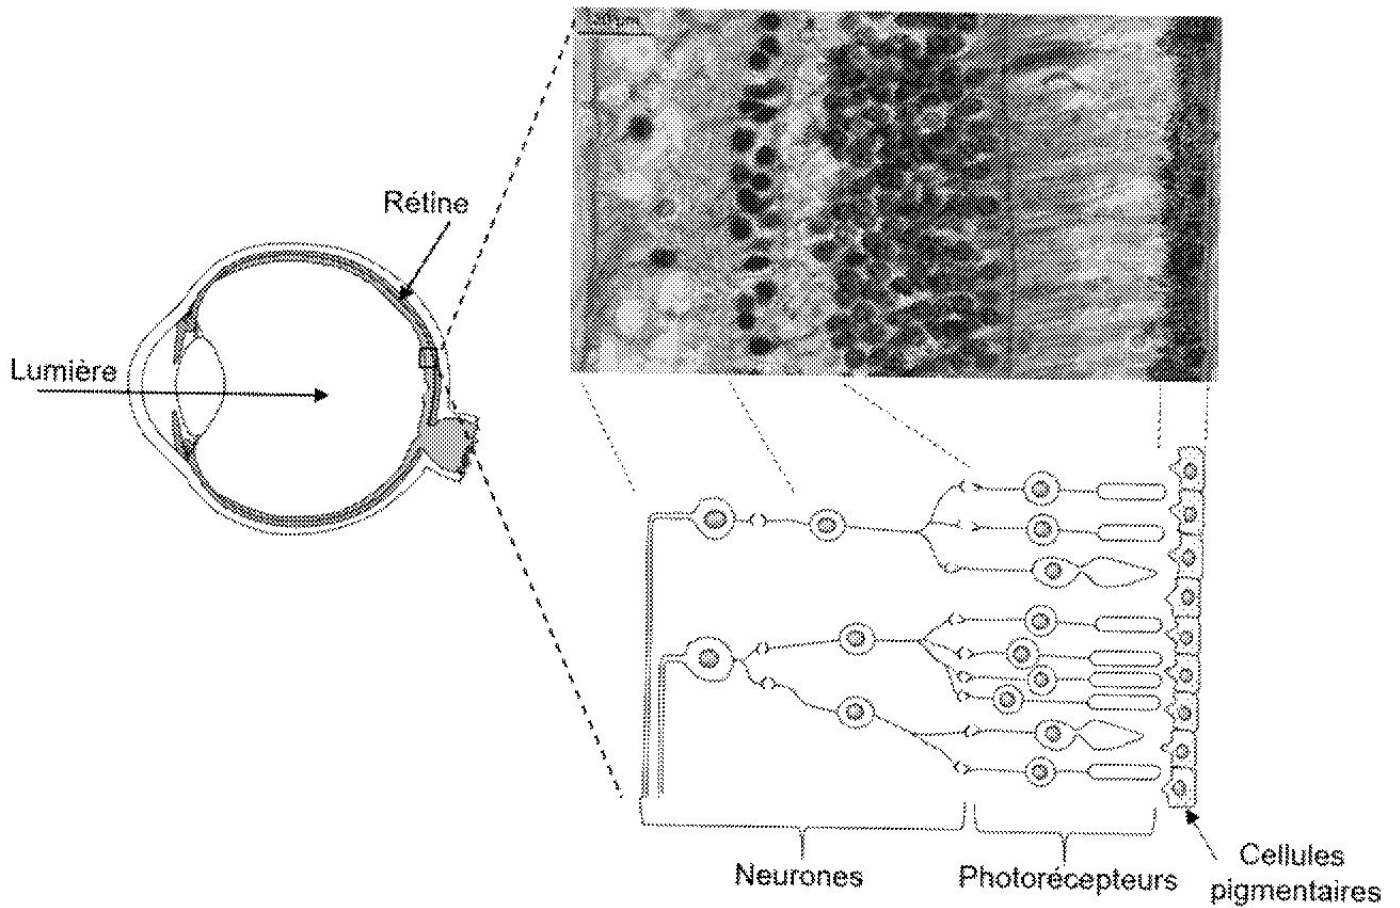 Rétine
Lumière
Neurones
Photorécepteurs
Cellules
pigmentaires